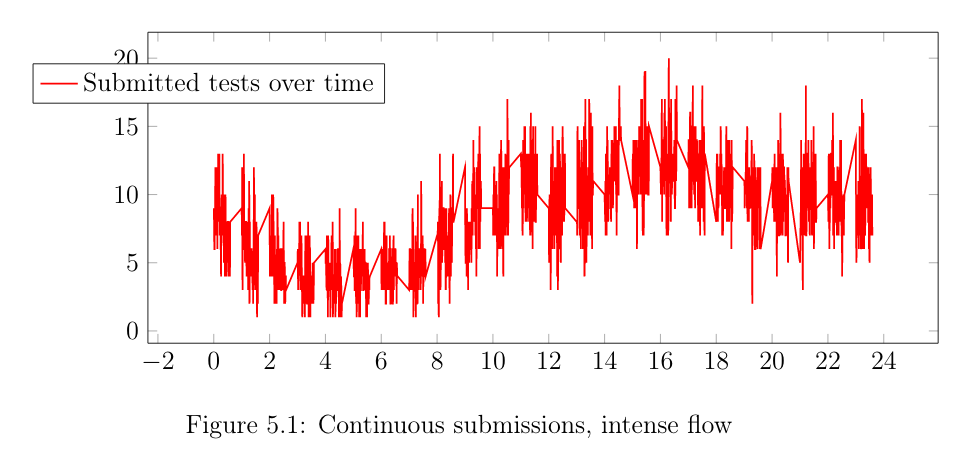 20
Submitted tests over time
15
10
5
0
−2 0 2 4 6 8 10 12 14 16 18 20 22 24
Figure 5.1: Continuous submissions, intense flow